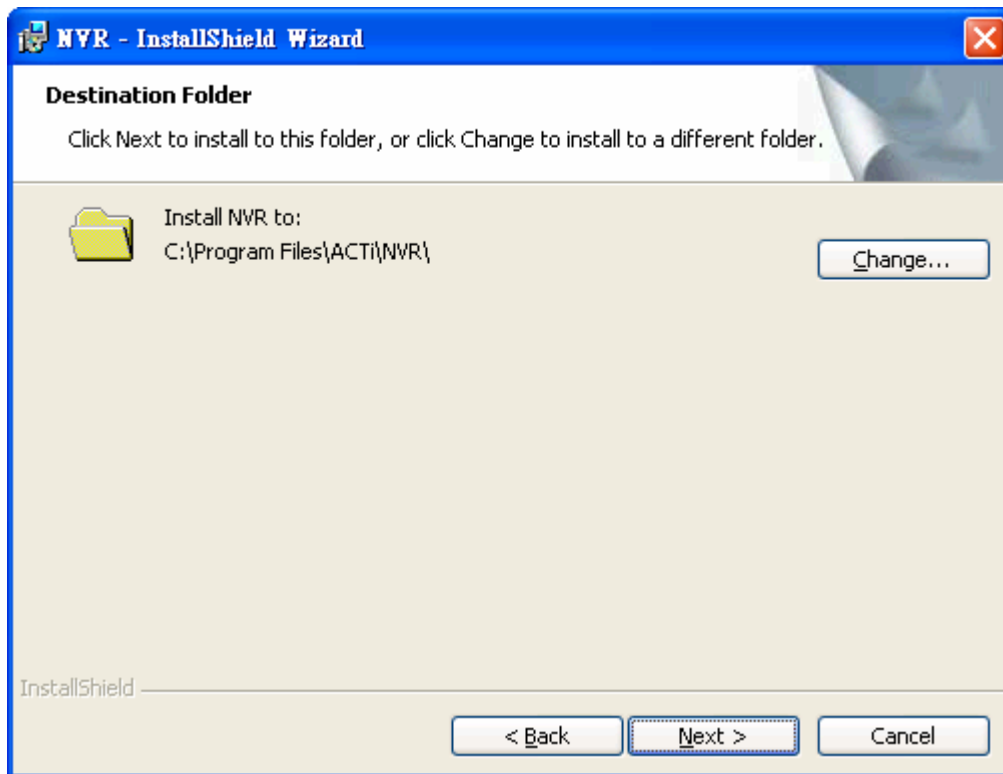 NVR - InstallShield Wizard
Destination Folder
Click Next to install to this folder, or click Change to install to a different folder.
Install NVR to:
C:\Program Files\ACTi\NVR\
Change...
InstallShield
< Back
Next >
Cancel